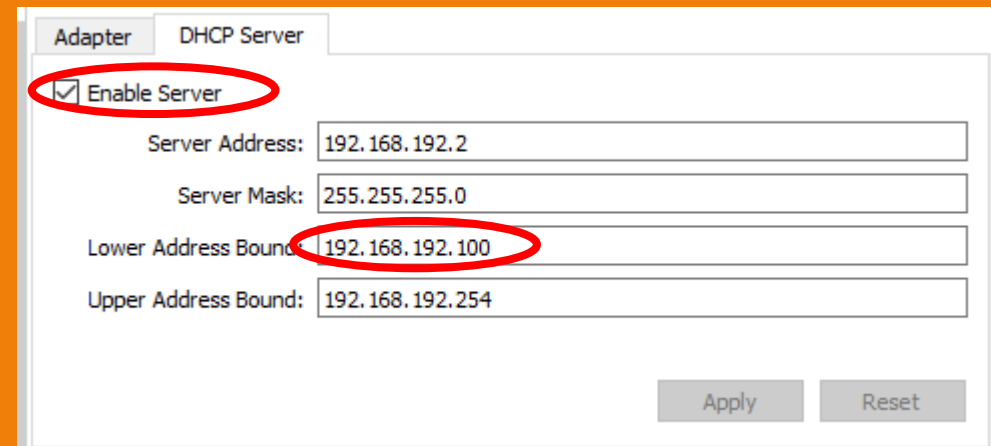 Adapter DHCP Server
Enable Server
Server Address: 192.168.192.2
Server Mask: 255.255.255.0
Lower Address Bound: 192.168.192.100
Upper Address Bound: 192.168.192.254
Apply Reset